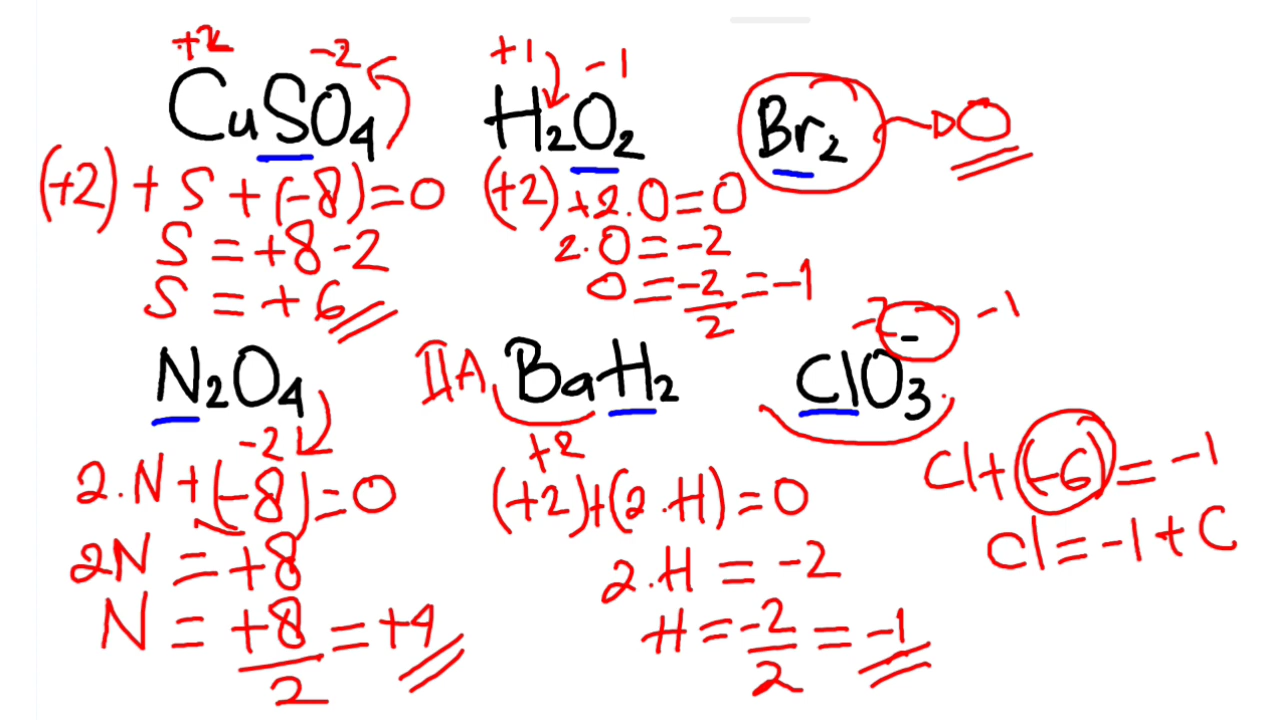 +2 -2
CuSO4
(+2) + S + (-8) = 0
S = +8-2
S = +6
+1 -1
H2O2
(+2) +2.O=0
2.O=-2
O=-2/2=-1
Br2 → O
N2O4
-2
2.N+(-8)=0
2N = +8
N = +8/2 = +4
IIA BaH2
+2
(+2)+(2.H)=0
2.H = -2
H = -2/2 = -1
-2 -1
ClO3-
Cl+(-6)=-1
Cl=-1+C